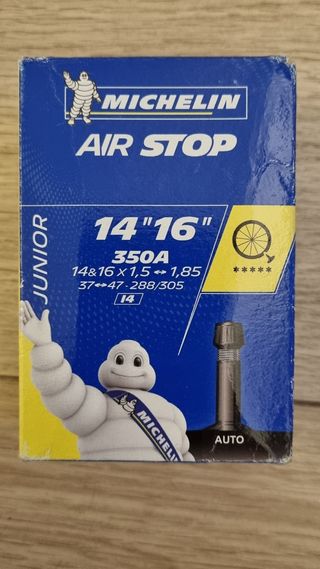 MICHELIN
AIR STOP
JUNIOR
14"16"
350A
14&16 x 1,5 ↔ 1,85
37↔47 - 288/305
I4
*****
AUTO
MICHELIN